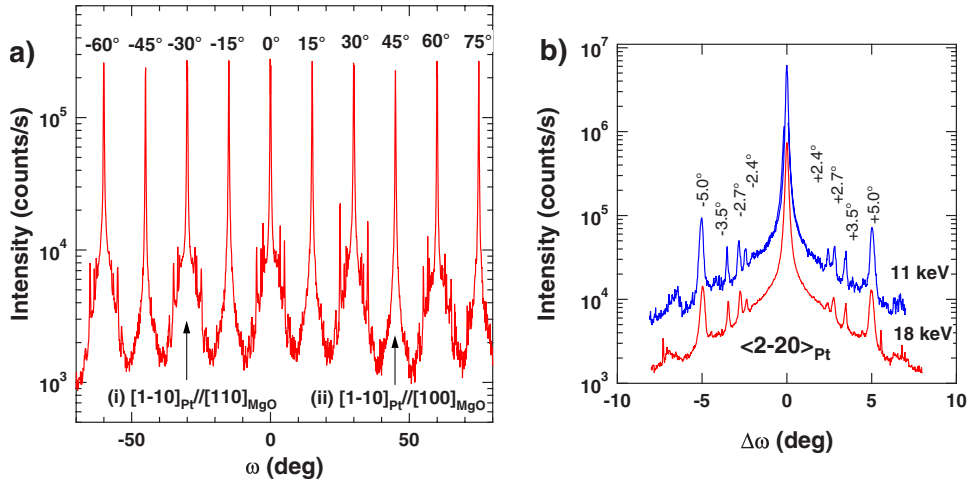 a)
-60° -45° -30° -15° 0° 15° 30° 45° 60° 75°
Intensity (counts/s)
10^5
10^4
10^3
(i) [1-10]Pt//[110]MgO
(ii) [1-10]Pt//[100]MgO
-50 0 50
ω (deg)
b)
Intensity (counts/s)
10^7
10^6
10^5
10^4
10^3
-5.0°
-3.5°
-2.7°
-2.4°
+2.4°
+2.7°
+3.5°
+5.0°
11 keV
18 keV
<2-20>Pt
-10 -5 0 5 10
Δω (deg)